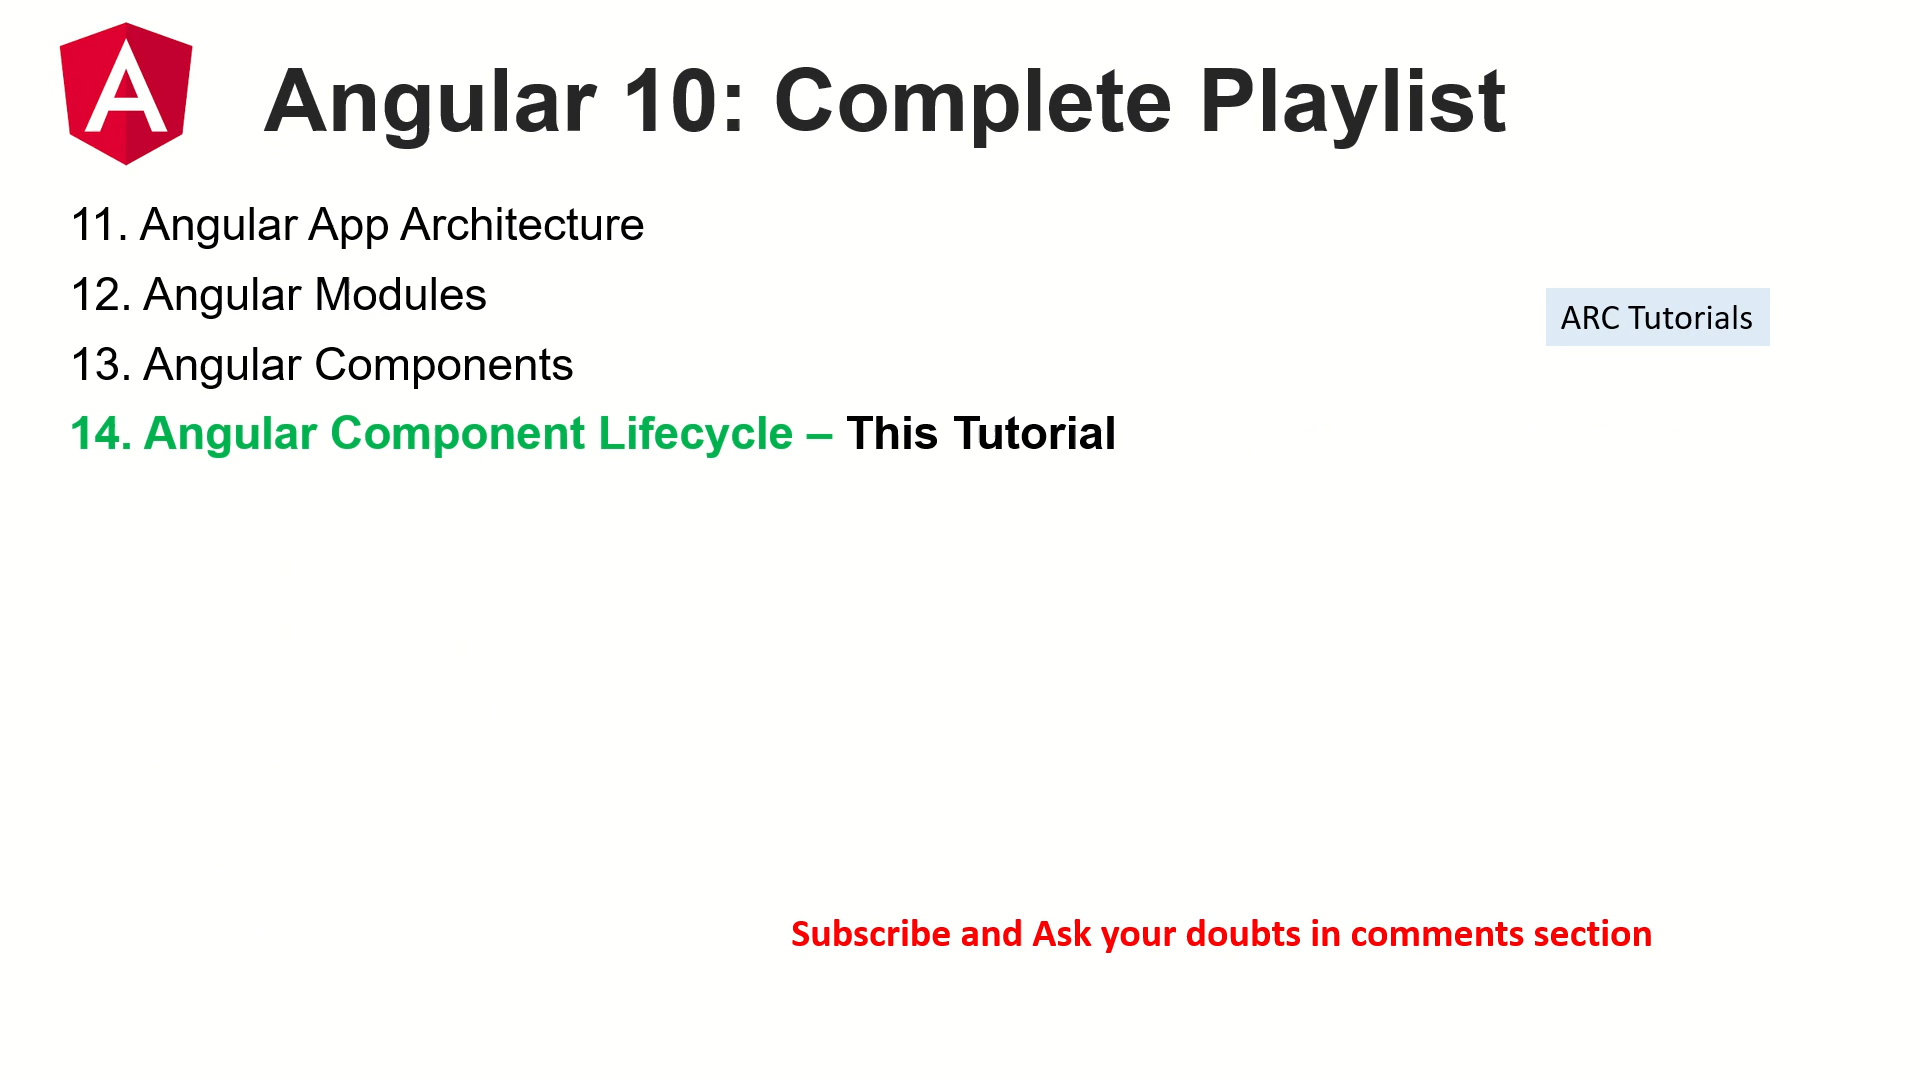 Angular 10: Complete Playlist
11. Angular App Architecture
12. Angular Modules
ARC Tutorials
13. Angular Components
14. Angular Component Lifecycle – This Tutorial
Subscribe and Ask your doubts in comments section